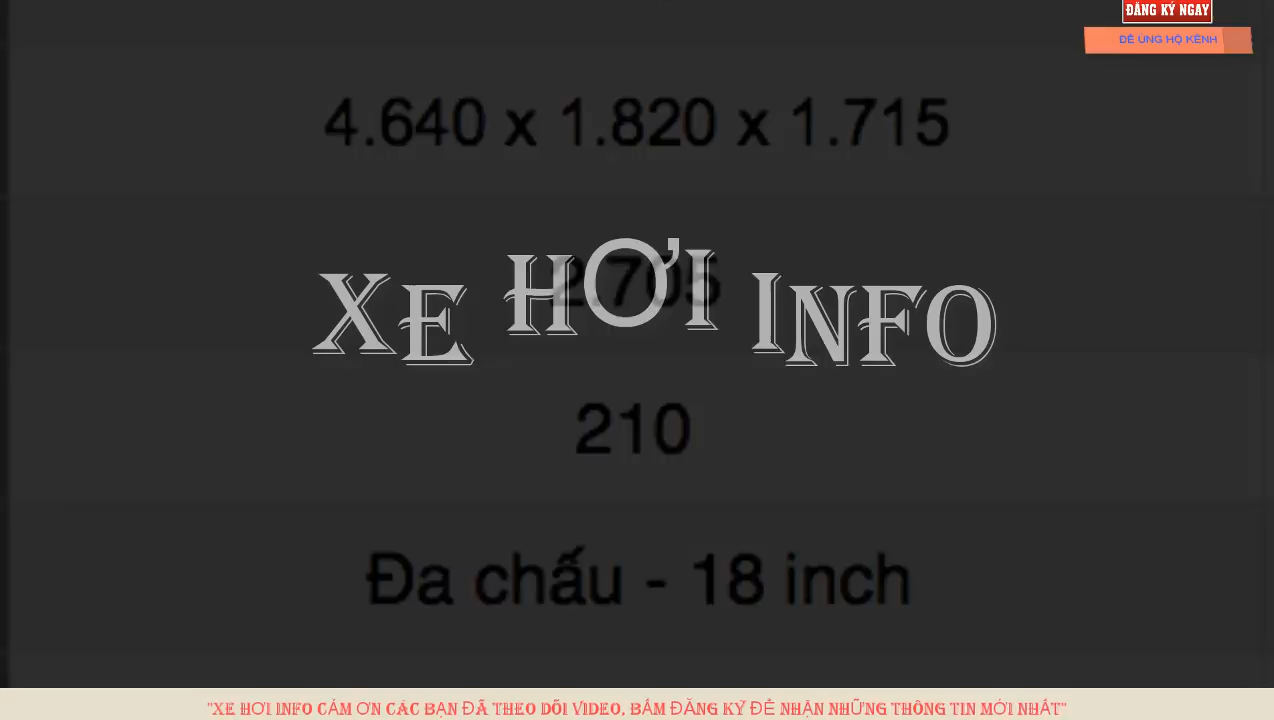 ĐĂNG KÝ NGAY
ĐỂ ỦNG HỘ KÊNH
4.640 x 1.820 x 1.715
XE HƠI INFO
2.705
210
Đa chấu - 18 inch
"XE HƠI INFO CẢM ƠN CÁC BẠN ĐÃ THEO DÕI VIDEO, BẤM ĐĂNG KÝ ĐỂ NHẬN NHỮNG THÔNG TIN MỚI NHẤT"